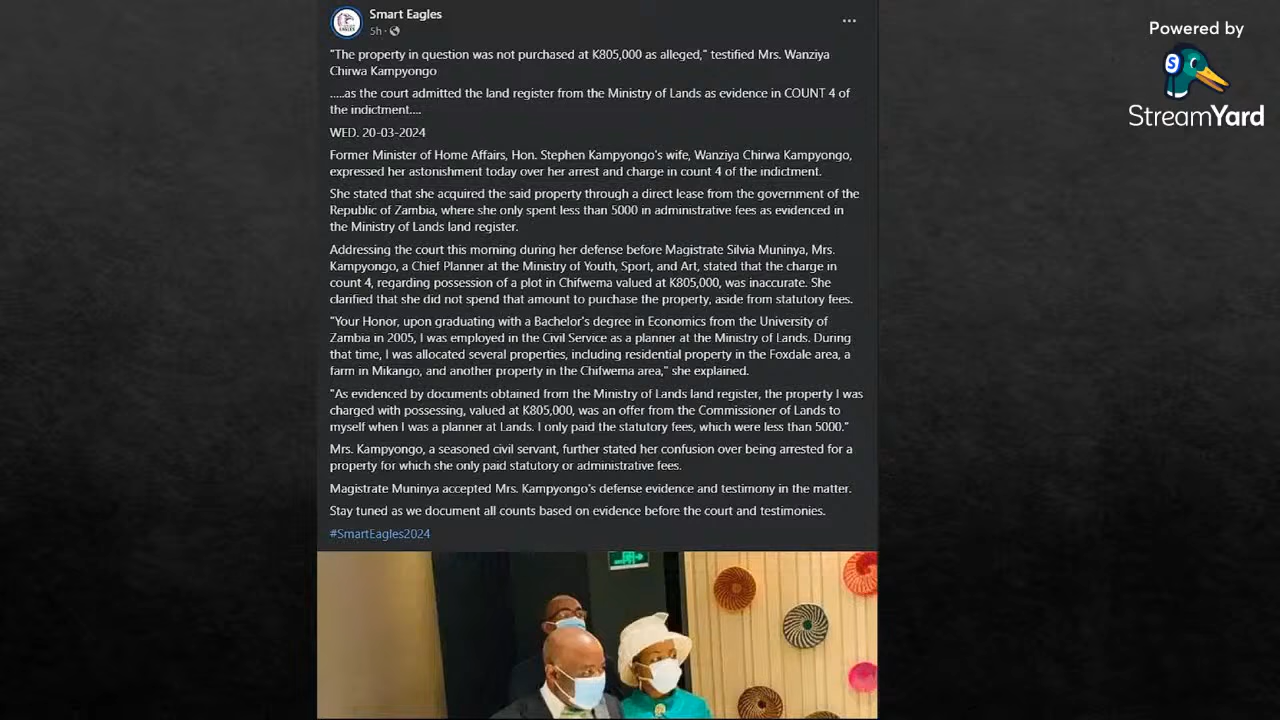 Smart Eagles
5h
"The property in question was not purchased at K805,000 as alleged," testified Mrs. Wanziya
Chirwa Kampyongo
.....as the court admitted the land register from the Ministry of Lands as evidence in COUNT 4 of
the indictment....
WED. 20-03-2024
Former Minister of Home Affairs, Hon. Stephen Kampyongo's wife, Wanziya Chirwa Kampyongo,
expressed her astonishment today over her arrest and charge in count 4 of the indictment.
She stated that she acquired the said property through a direct lease from the government of the
Republic of Zambia, where she only spent less than 5000 in administrative fees as evidenced in
the Ministry of Lands land register.
Addressing the court this morning during her defense before Magistrate Silvia Muninya, Mrs.
Kampyongo, a Chief Planner at the Ministry of Youth, Sport, and Art, stated that the charge in
count 4, regarding possession of a plot in Chifwema valued at K805,000, was inaccurate. She
clarified that she did not spend that amount to purchase the property, aside from statutory fees.
"Your Honor, upon graduating with a Bachelor's degree in Economics from the University of
Zambia in 2005, I was employed in the Civil Service as a planner at the Ministry of Lands. During
that time, I was allocated several properties, including residential property in the Foxdale area, a
farm in Mikango, and another property in the Chifwema area," she explained.
"As evidenced by documents obtained from the Ministry of Lands land register, the property I was
charged with possessing, valued at K805,000, was an offer from the Commissioner of Lands to
myself when I was a planner at Lands. I only paid the statutory fees, which were less than 5000."
Mrs. Kampyongo, a seasoned civil servant, further stated her confusion over being arrested for a
property for which she only paid statutory or administrative fees.
Magistrate Muninya accepted Mrs. Kampyongo's defense evidence and testimony in the matter.
Stay tuned as we document all counts based on evidence before the court and testimonies.
#SmartEagles2024
Powered by
S
StreamYard